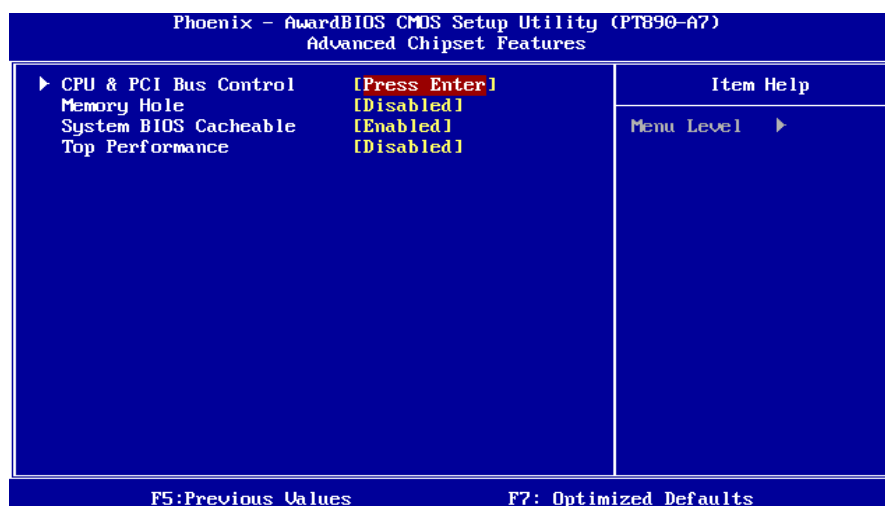 Phoenix - AwardBIOS CMOS Setup Utility (PT890-A7)
Advanced Chipset Features
CPU & PCI Bus Control [Press Enter]
Memory Hole [Disabled]
System BIOS Cacheable [Enabled]
Top Performance [Disabled]
Item Help
Menu Level
F5:Previous Values F7: Optimized Defaults